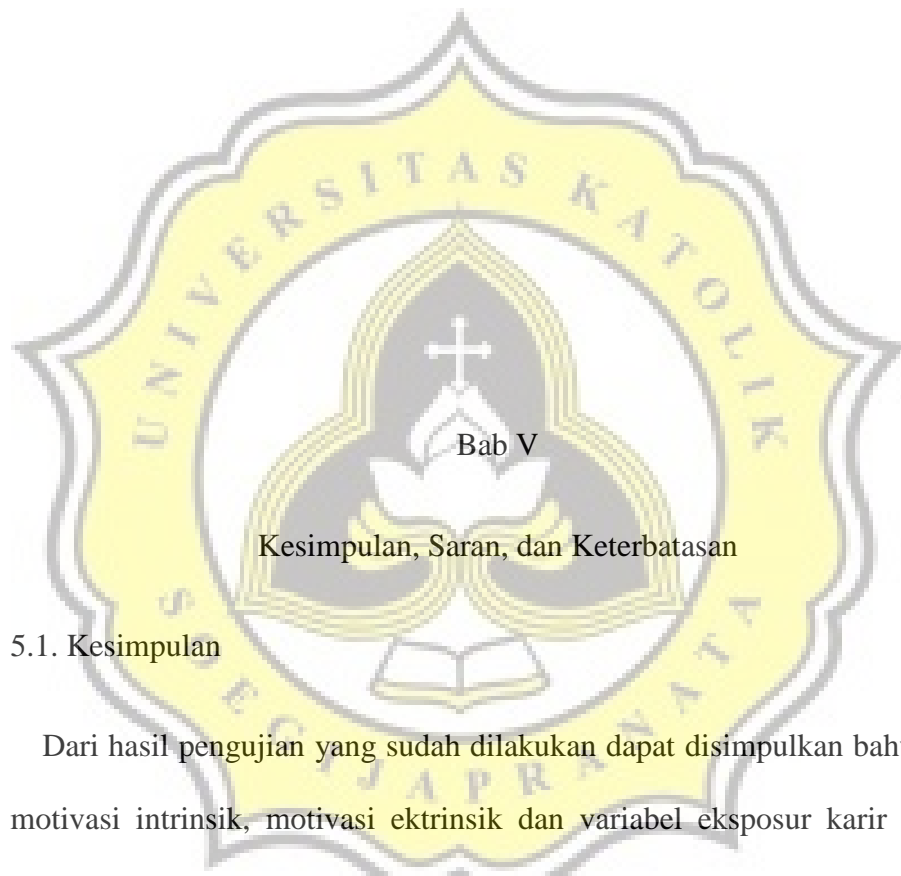 UNIVERSITAS KATOLIK
SOEGIJAPRANATA
Bab V
Kesimpulan, Saran, dan Keterbatasan
5.1. Kesimpulan
Dari hasil pengujian yang sudah dilakukan dapat disimpulkan
motivasi intrinsik, motivasi ektrinsik dan variabel eksposur karir